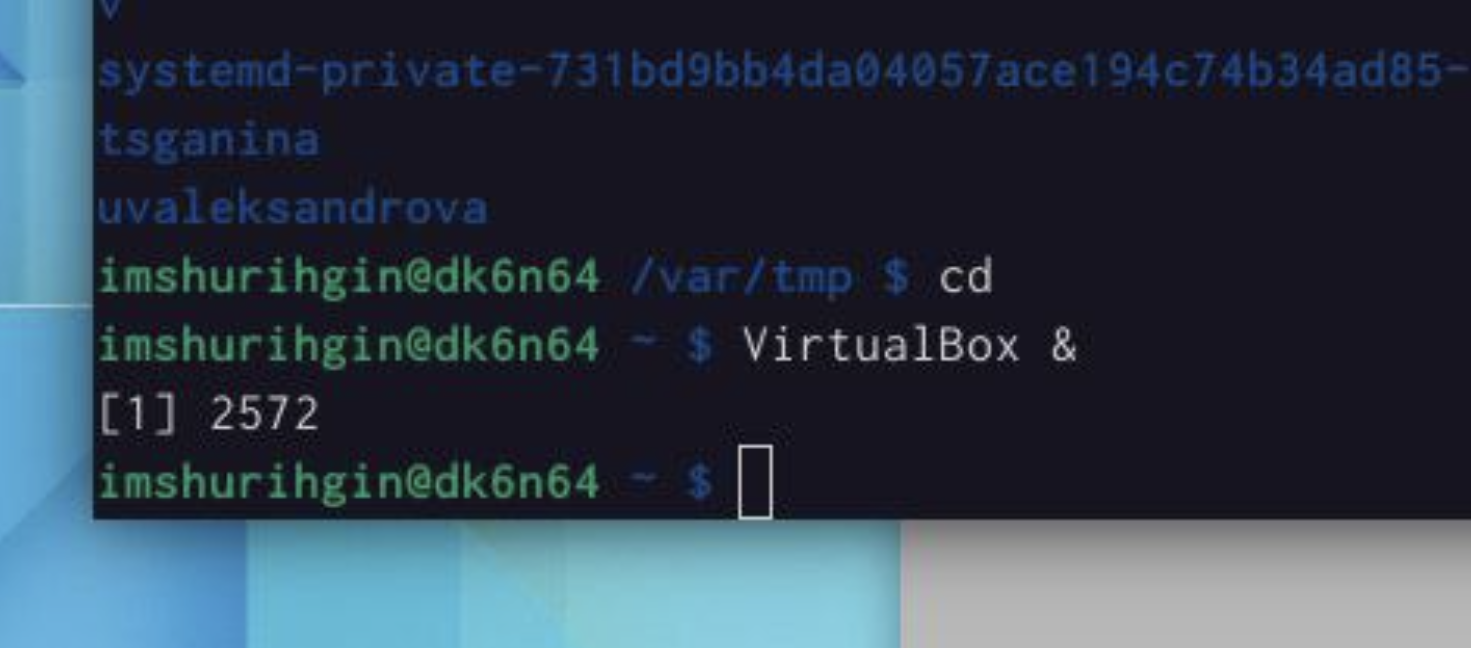 v
systemd-private-731bd9bb4da04057ace194c74b34ad85-
tsganina
uvaleksandrova
imshurihgin@dk6n64 /var/tmp $ cd
imshurihgin@dk6n64 ~ $ VirtualBox &
[1] 2572
imshurihgin@dk6n64 ~ $